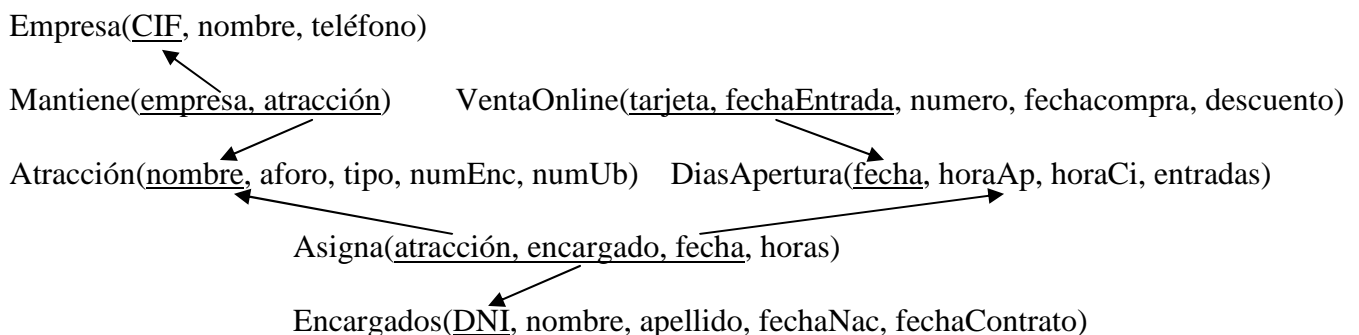 Empresa(CIF, nombre, teléfono)
Mantiene(empresa, atracción) VentaOnline(tarjeta, fechaEntrada, numero, fechacompra, descuento)
Atracción(nombre, aforo, tipo, numEnc, numUb) DiasApertura(fecha, horaAp, horaCi, entradas)
Asigna(atracción, encargado, fecha, horas)
Encargados(DNI, nombre, apellido, fechaNac, fechaContrato)